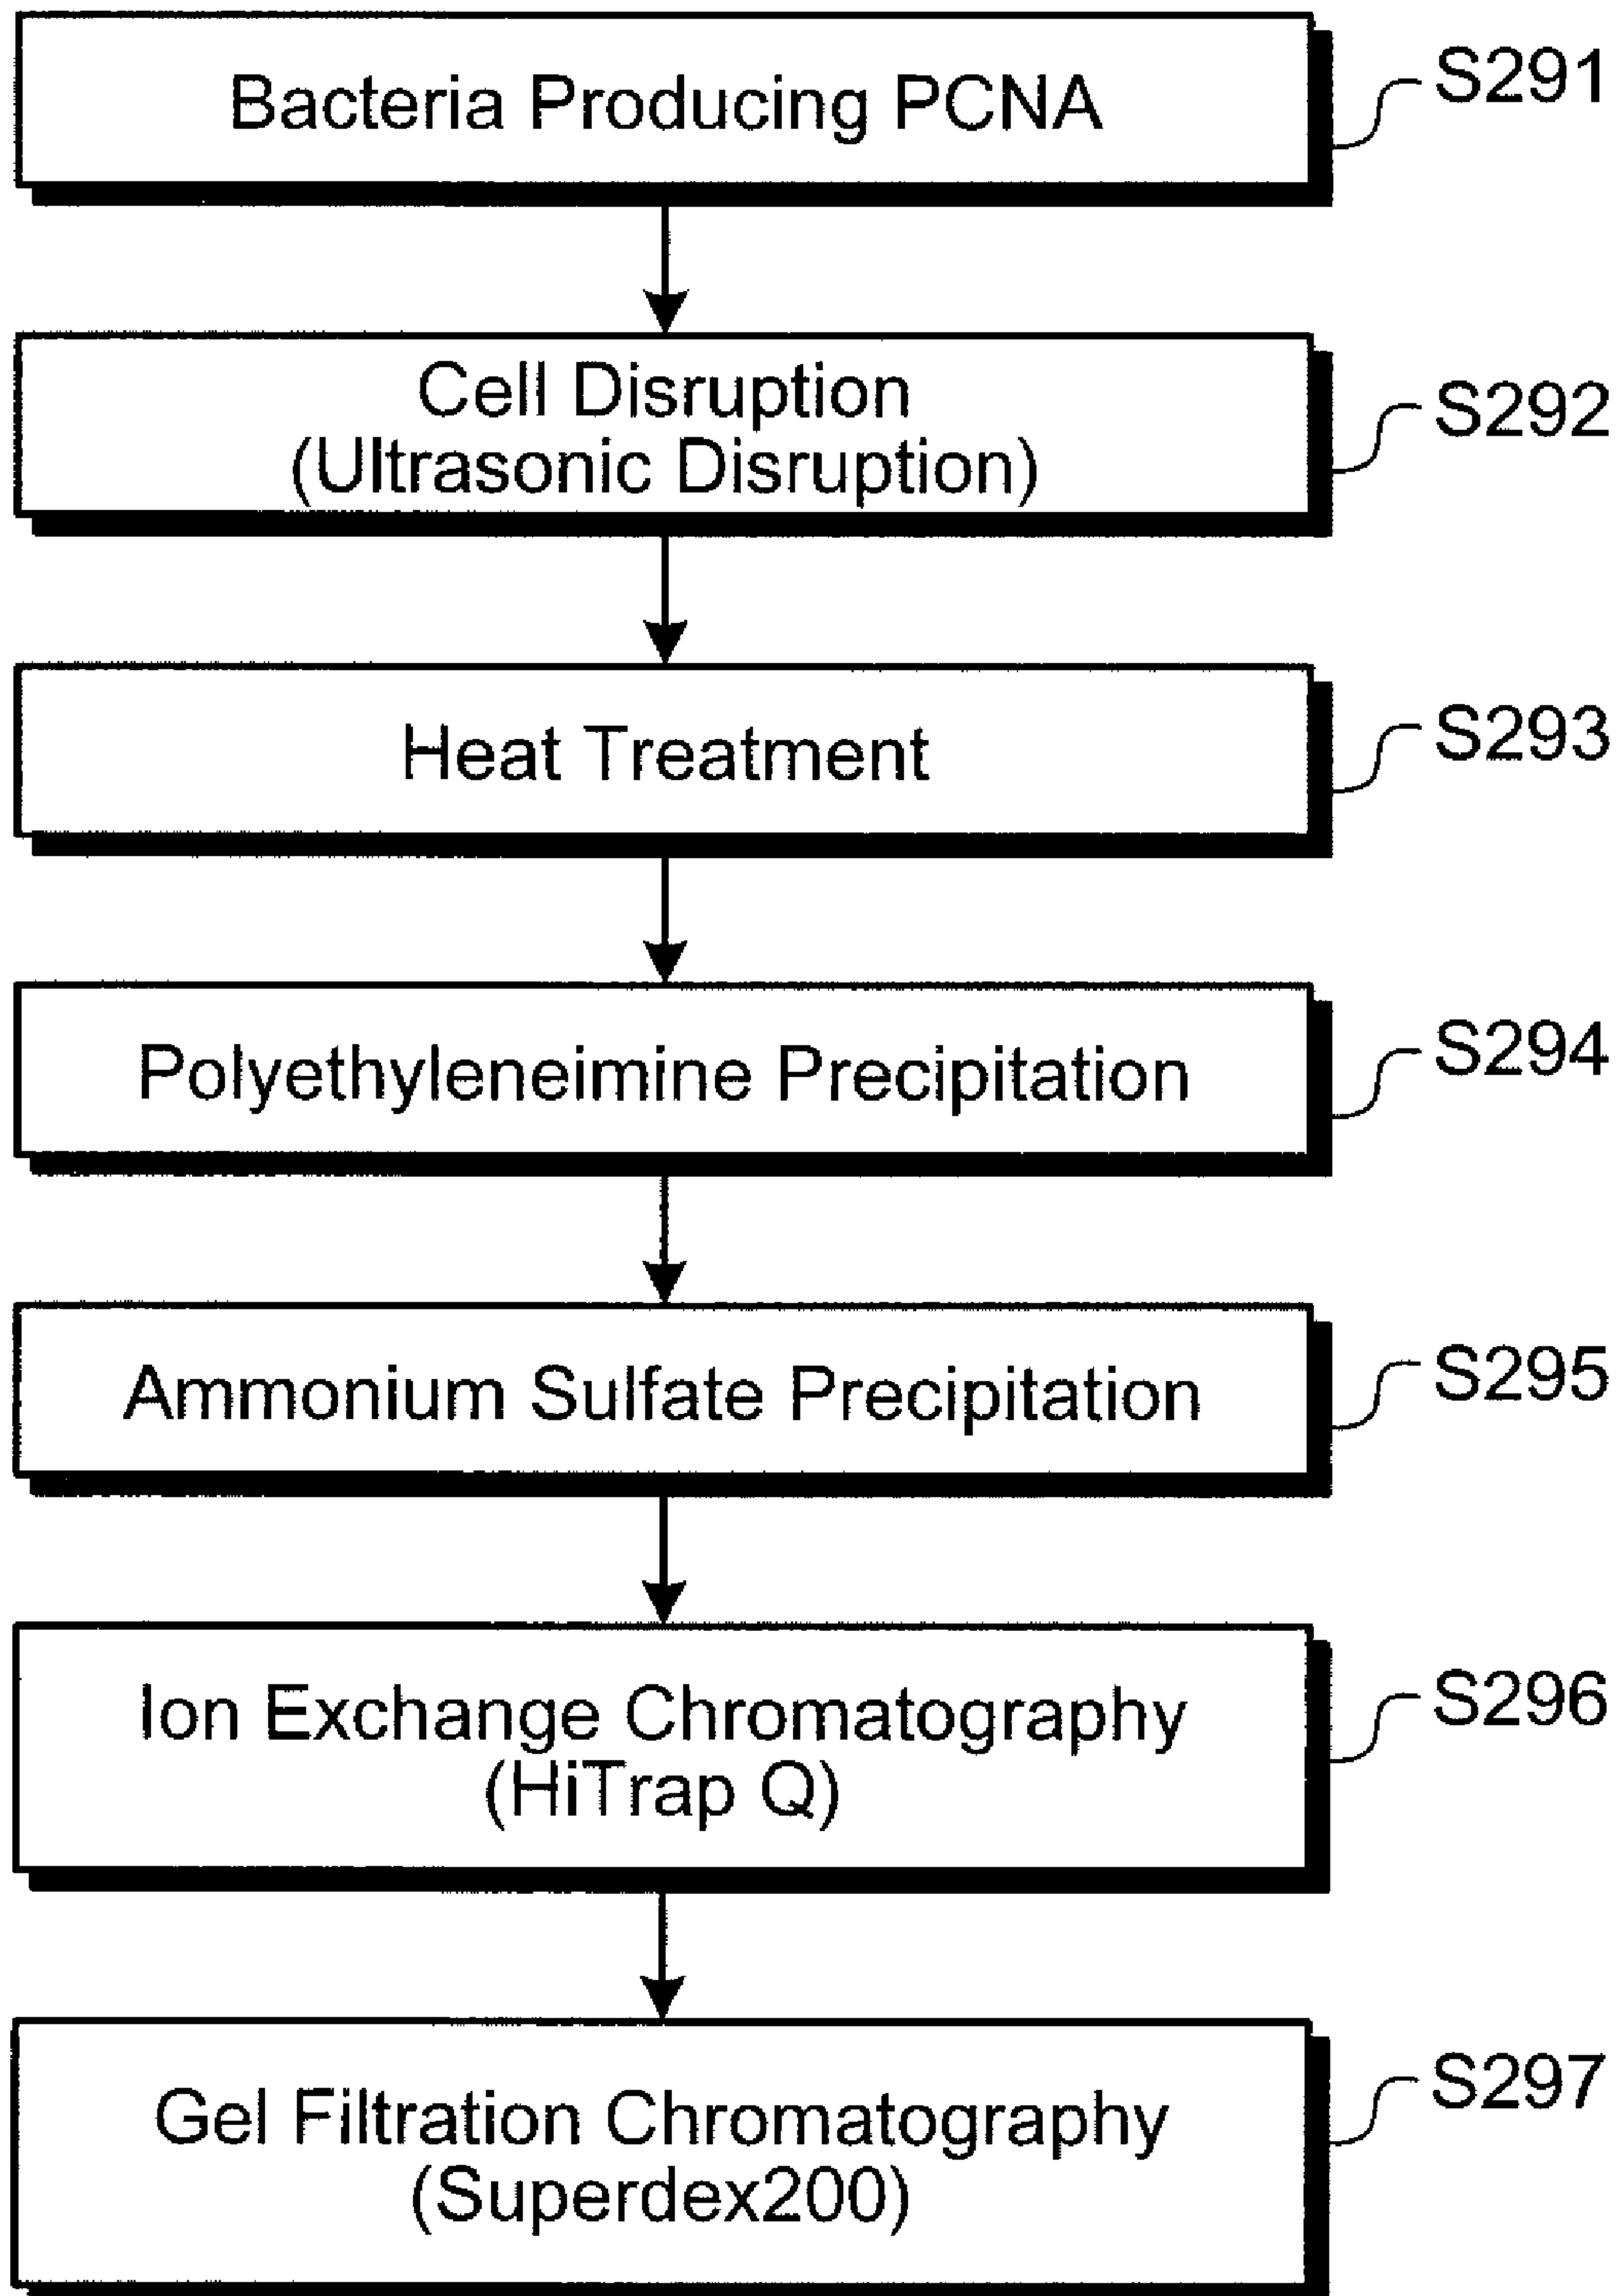 Bacteria Producing PCNA
S291
Cell Disruption
(Ultrasonic Disruption)
S292
Heat Treatment
S293
Polyethyleneimine Precipitation
S294
Ammonium Sulfate Precipitation
S295
Ion Exchange Chromatography
(HiTrap Q)
S296
Gel Filtration Chromatography
(Superdex200)
S297